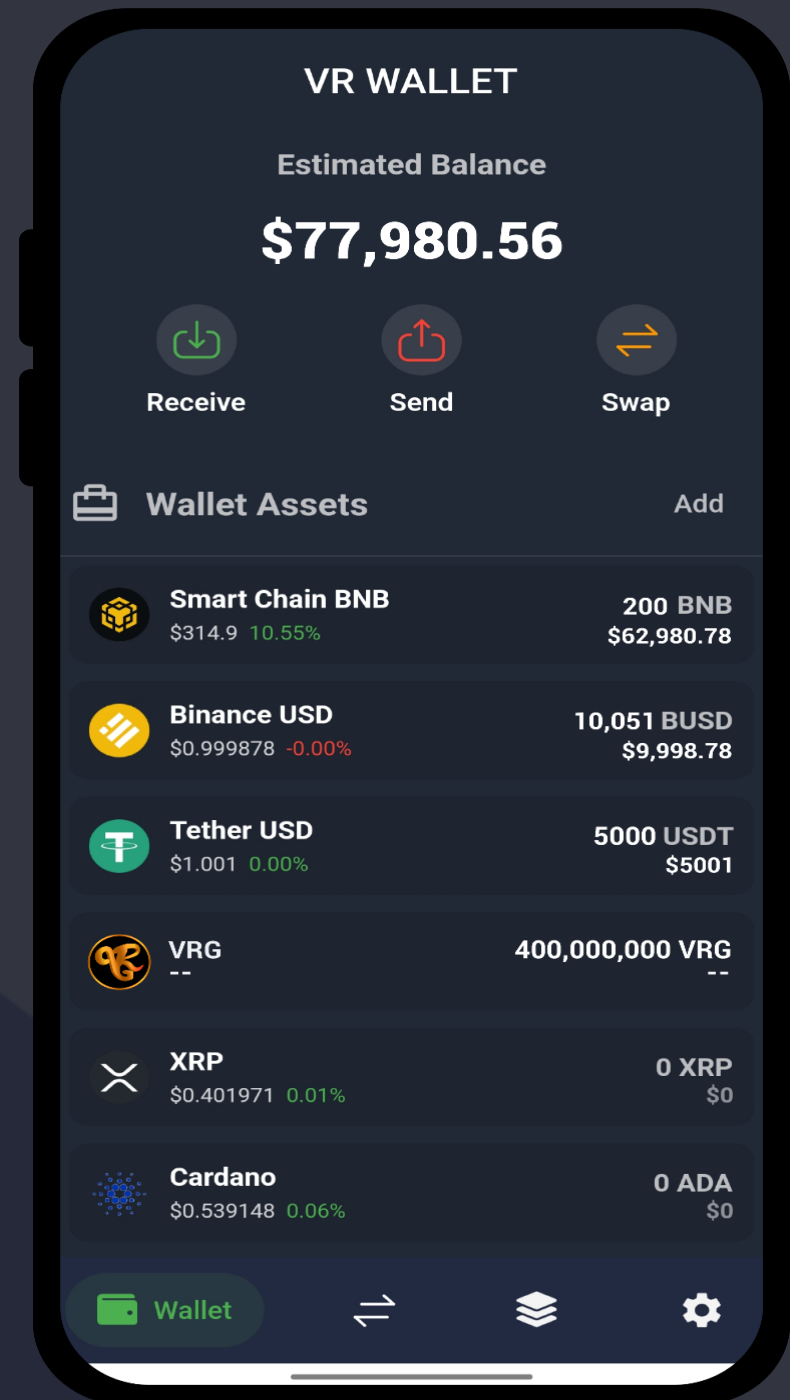 VR WALLET
Estimated Balance
$77,980.56
Receive Send Swap
Wallet Assets Add
Smart Chain BNB 200 BNB
$314.9 10.55% $62,980.78
Binance USD 10,051 BUSD
$0.999878 -0.00% $9,998.78
Tether USD 5000 USDT
$1.001 0.00% $5001
VRG 400,000,000 VRG
-- --
XRP 0 XRP
$0.401971 0.01% $0
Cardano 0 ADA
$0.539148 0.06% $0
Wallet